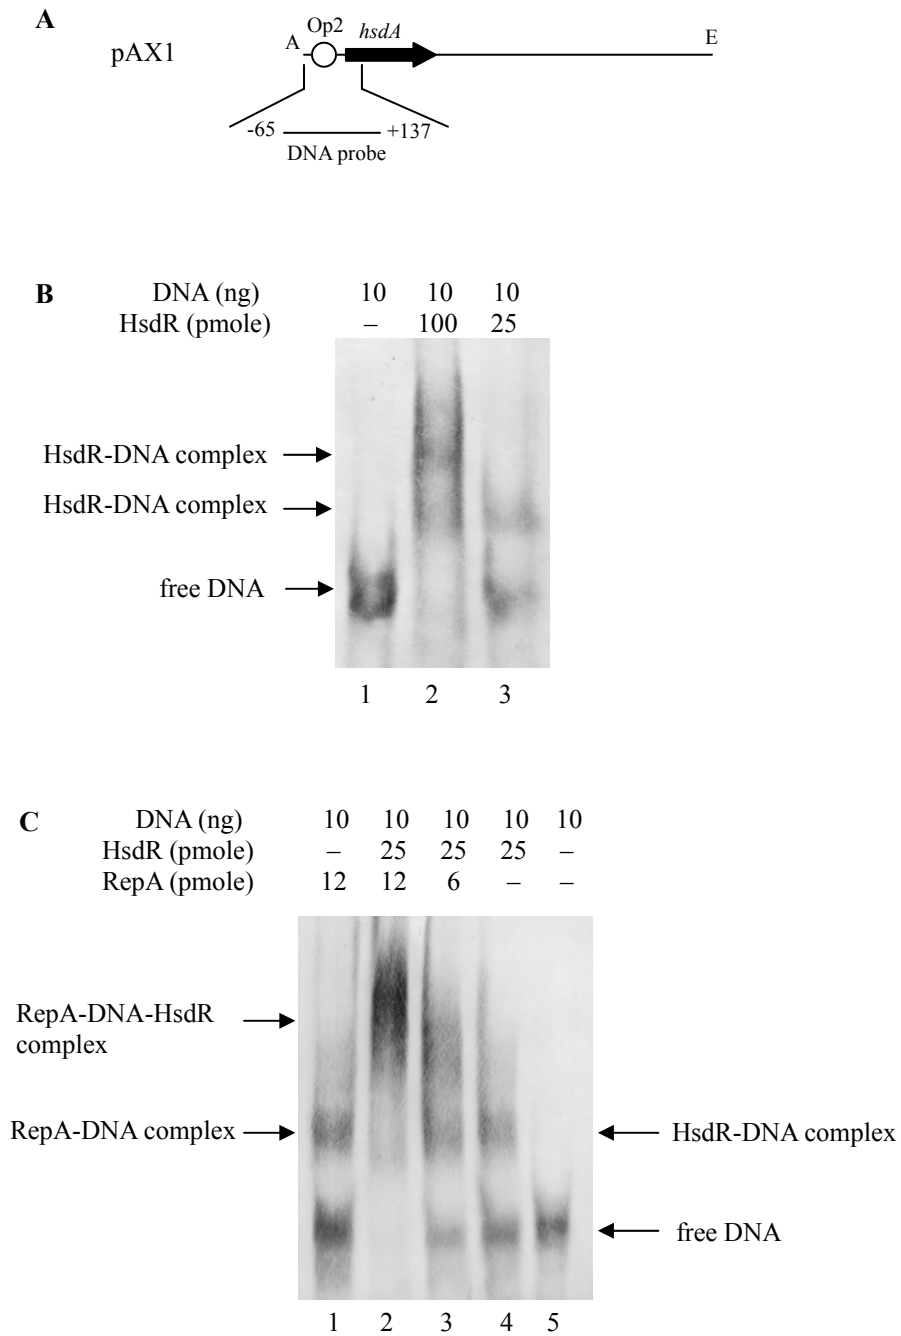 A
pAX1
A Op2 hsdA E
-65 +137
DNA probe
B
DNA (ng) 10 10 10
HsdR (pmole) – 100 25
HsdR-DNA complex
HsdR-DNA complex
free DNA
1 2 3
C
DNA (ng) 10 10 10 10 10
HsdR (pmole) – 25 25 25 –
RepA (pmole) 12 12 6 – –
RepA-DNA-HsdR
complex
RepA-DNA complex
HsdR-DNA complex
free DNA
1 2 3 4 5